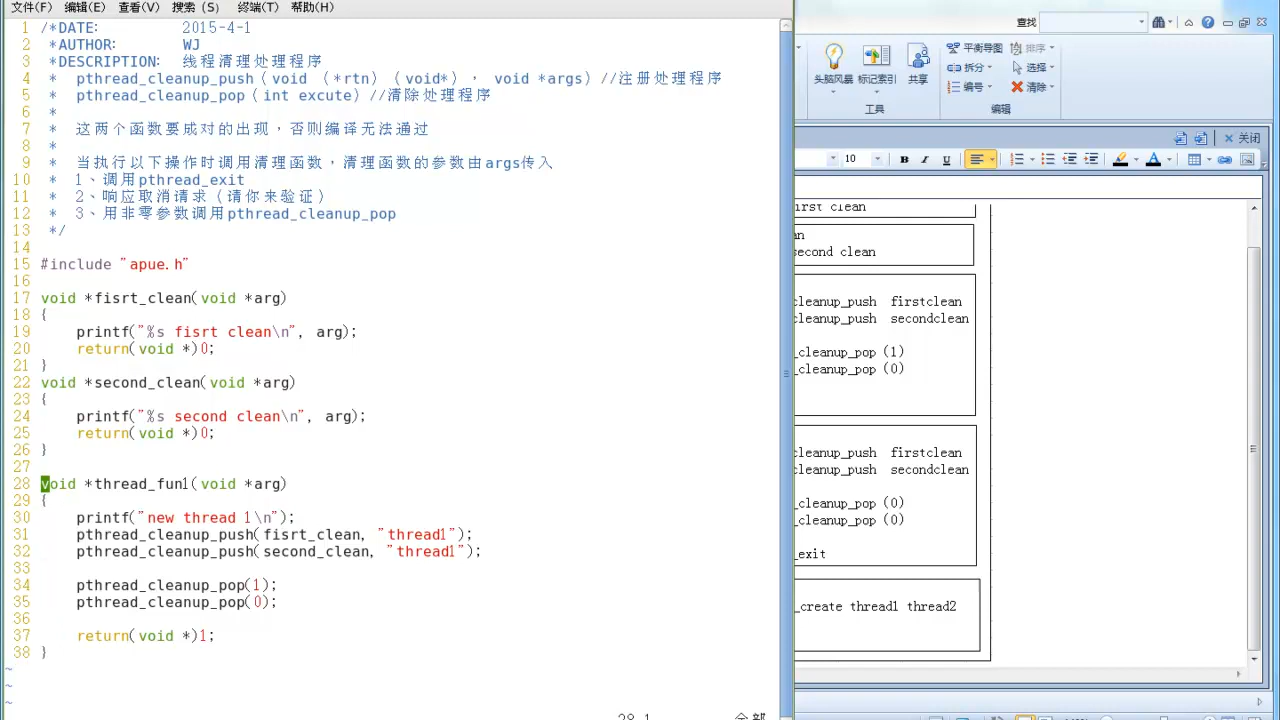 文件(F) 编辑(E) 查看(V) 搜索 (S) 终端(T) 帮助(H)
1 /*DATE: 2015-4-1
2 *AUTHOR: WJ
3 *DESCRIPTION: 线程清理处理程序
4 * pthread_cleanup_push（void （*rtn）（void*）， void *args）//注册处理程序
5 * pthread_cleanup_pop（int excute）//清除处理程序
6 *
7 * 这两个函数要成对的出现，否则编译无法通过
8 *
9 * 当执行以下操作时调用清理函数，清理函数的参数由args传入
10 * 1、调用pthread_exit
11 * 2、响应取消请求（请你来验证）
12 * 3、用非零参数调用pthread_cleanup_pop
13 */
14
15 #include "apue.h"
16
17 void *fisrt_clean(void *arg)
18 {
19 printf("%s fisrt clean\n", arg);
20 return(void *)0;
21 }
22 void *second_clean(void *arg)
23 {
24 printf("%s second clean\n", arg);
25 return(void *)0;
26 }
27
28 void *thread_fun1(void *arg)
29 {
30 printf("new thread 1\n");
31 pthread_cleanup_push(fisrt_clean, "thread1");
32 pthread_cleanup_push(second_clean, "thread1");
33
34 pthread_cleanup_pop(1);
35 pthread_cleanup_pop(0);
36
37 return(void *)1;
38 }
~
~
~
28,1 全部
查找
头脑风暴 标记索引 共享
平衡导图 排序
拆分 选择
编号 清除
工具 编辑
关闭
10 B I U
irst clean
an
second clean
cleanup_push firstclean
cleanup_push secondclean
_cleanup_pop (1)
_cleanup_pop (0)
cleanup_push firstclean
cleanup_push secondclean
_cleanup_pop (0)
_cleanup_pop (0)
_exit
_create thread1 thread2